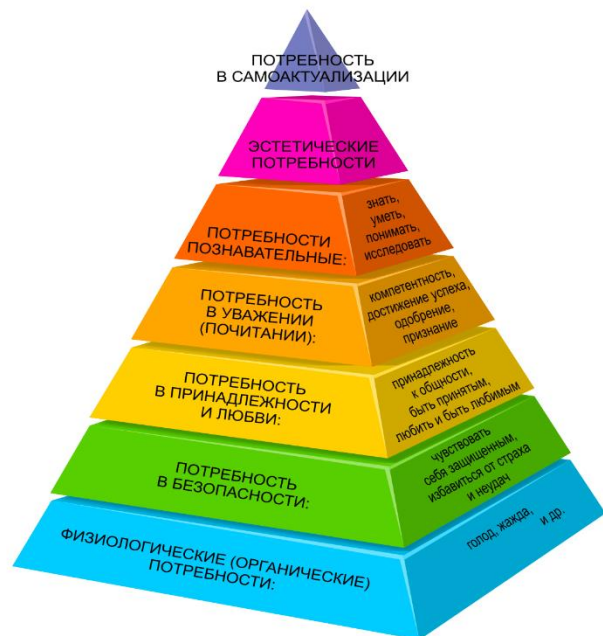 ПОТРЕБНОСТЬ
В САМОАКТУАЛИЗАЦИИ
ЭСТЕТИЧЕСКИЕ
ПОТРЕБНОСТИ
ПОТРЕБНОСТИ
ПОЗНАВАТЕЛЬНЫЕ:
знать,
уметь,
понимать,
исследовать
ПОТРЕБНОСТЬ
В УВАЖЕНИИ
(ПОЧИТАНИИ):
компетентность,
достижение успеха,
одобрение,
признание
ПОТРЕБНОСТЬ
В ПРИНАДЛЕЖНОСТИ
И ЛЮБВИ:
принадлежность
к общности,
быть принятым,
любить и быть любимым
ПОТРЕБНОСТЬ
В БЕЗОПАСНОСТИ:
чувствовать
себя защищенным,
избавиться от страха
и неудач
ФИЗИОЛОГИЧЕСКИЕ (ОРГАНИЧЕСКИЕ)
ПОТРЕБНОСТИ:
голод, жажда,
и др.